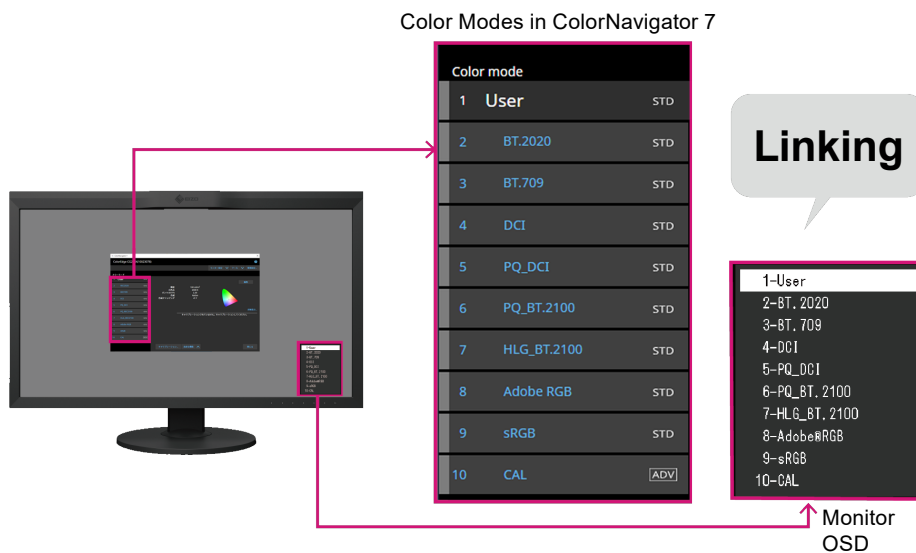 Color Modes in ColorNavigator 7
Color mode
1 User STD
2 BT.2020 STD
3 BT.709 STD
4 DCI STD
5 PQ_DCI STD
6 PQ_BT.2100 STD
7 HLG_BT.2100 STD
8 Adobe RGB STD
9 sRGB STD
10 CAL ADV
Linking
1-User
2-BT. 2020
3-BT. 709
4-DCI
5-PQ_DCI
6-PQ_BT. 2100
7-HLG_BT. 2100
8-Adobe®RGB
9-sRGB
10-CAL
Monitor
OSD